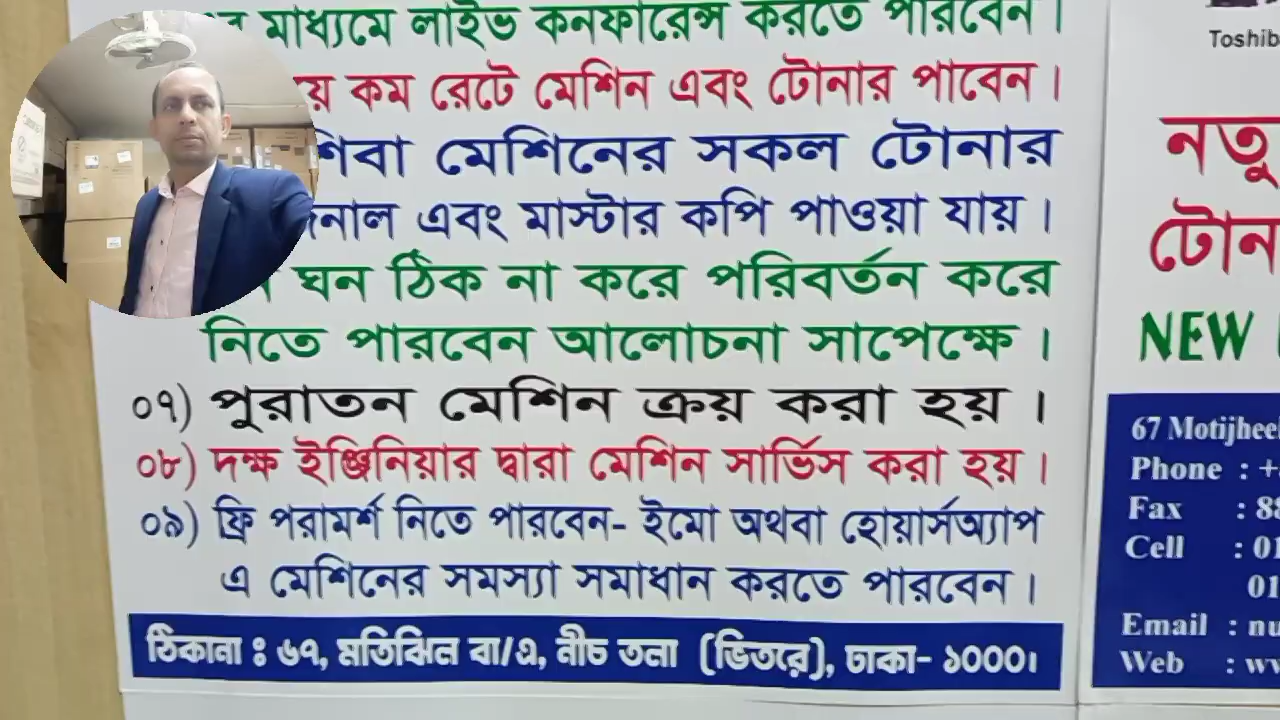 মাধ্যমে লাইভ কনফারেন্স করতে পারবেন।
কম রেটে মেশিন এবং টোনার পাবেন।
মেশিনের সকল টোনার
এবং মাস্টার কপি পাওয়া যায়।
ঘন ঠিক না করে পরিবর্তন করে
নিতে পারবেন আলোচনা সাপেক্ষে।
০৭) পুরাতন মেশিন ক্রয় করা হয়।
০৮) দক্ষ ইঞ্জিনিয়ার দ্বারা মেশিন সার্ভিস করা হয়।
০৯) ফ্রি পরামর্শ নিতে পারবেন- ইমো অথবা হোয়ার্সঅ্যাপ
এ মেশিনের সমস্যা সমাধান করতে পারবেন।
ঠিকানা : ৬৭, মতিঝিল বা/এ, নীচ তলা (ভিতরে), ঢাকা- ১০০০।
NEW
67
Phone :
Fax :
Cell :
Email :
Web :